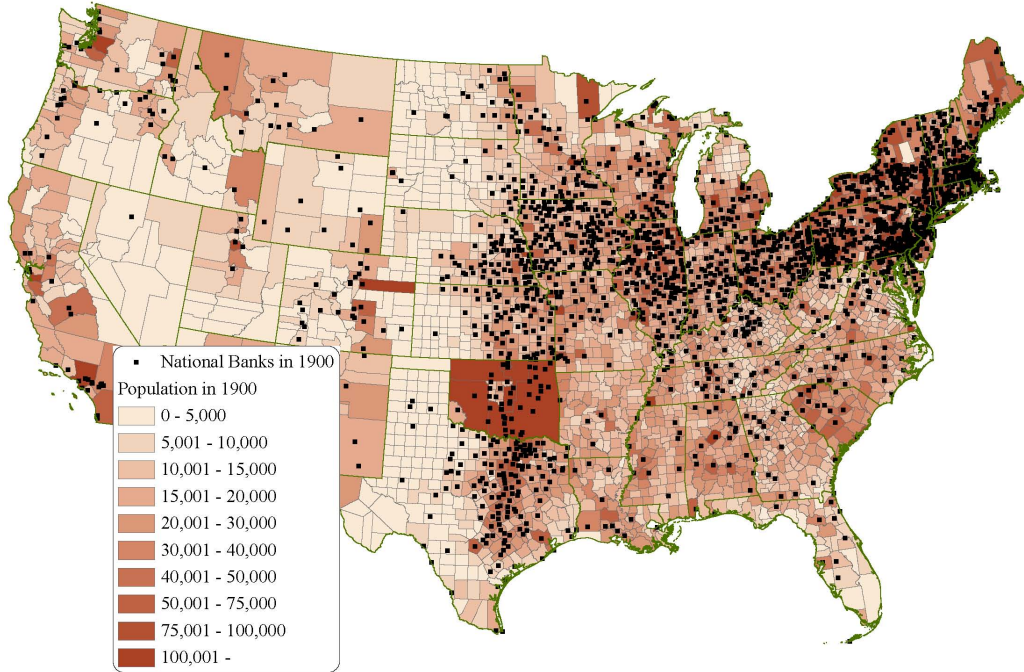 National Banks in 1900
Population in 1900
0 - 5,000
5,001 - 10,000
10,001 - 15,000
15,001 - 20,000
20,001 - 30,000
30,001 - 40,000
40,001 - 50,000
50,001 - 75,000
75,001 - 100,000
100,001 -